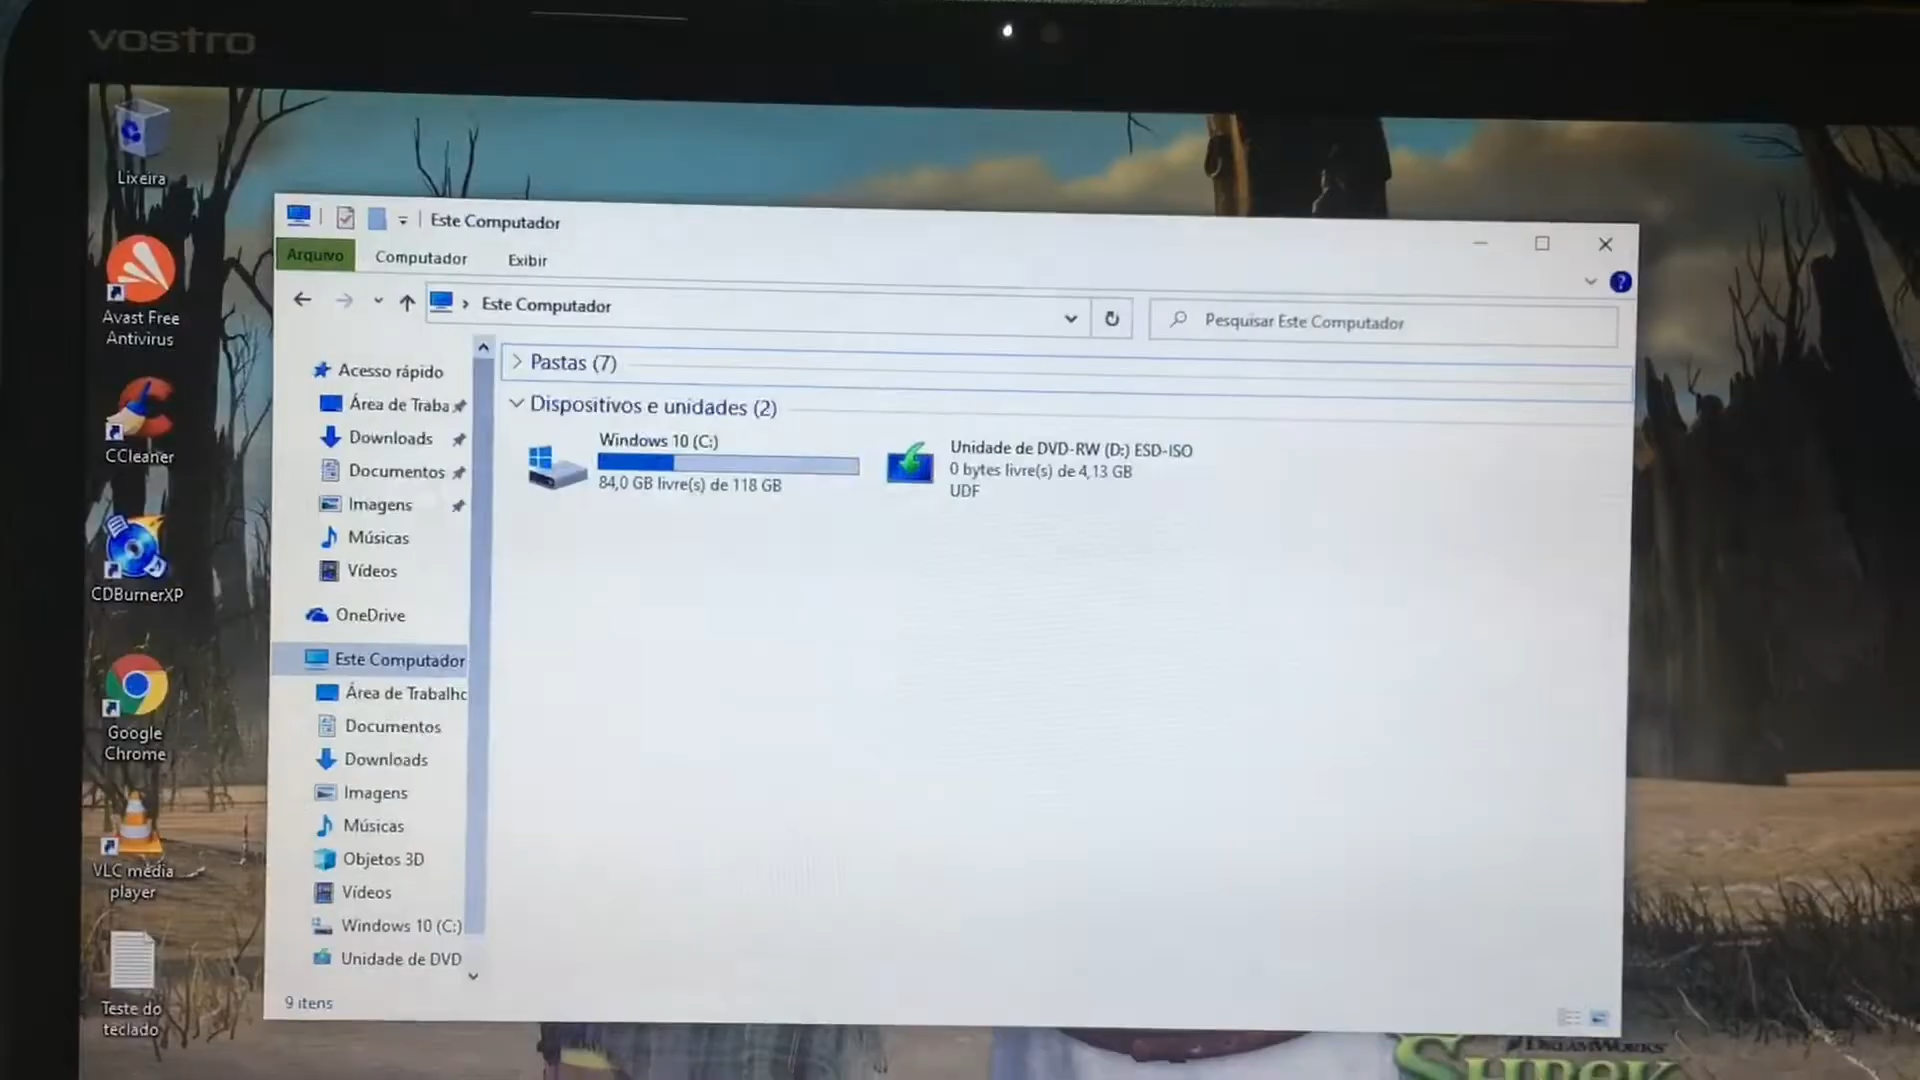 vostro
Lixeira
Avast Free
Antivirus
CCleaner
CDBurnerXP
Google
Chrome
VLC media
player
Teste do
teclado
Este Computador
Arquivo
Computador
Exibir
?
Este Computador
Pesquisar Este Computador
Acesso rápido
Área de Traba
Downloads
Documentos
Imagens
Músicas
Vídeos
OneDrive
Este Computador
Área de Trabalho
Documentos
Downloads
Imagens
Músicas
Objetos 3D
Vídeos
Windows 10 (C:)
Unidade de DVD
Pastas (7)
Dispositivos e unidades (2)
Windows 10 (C:)
84,0 GB livre(s) de 118 GB
Unidade de DVD-RW (D:) ESD-ISO
0 bytes livre(s) de 4,13 GB
UDF
9 itens
DREAMWORKS
SHREK